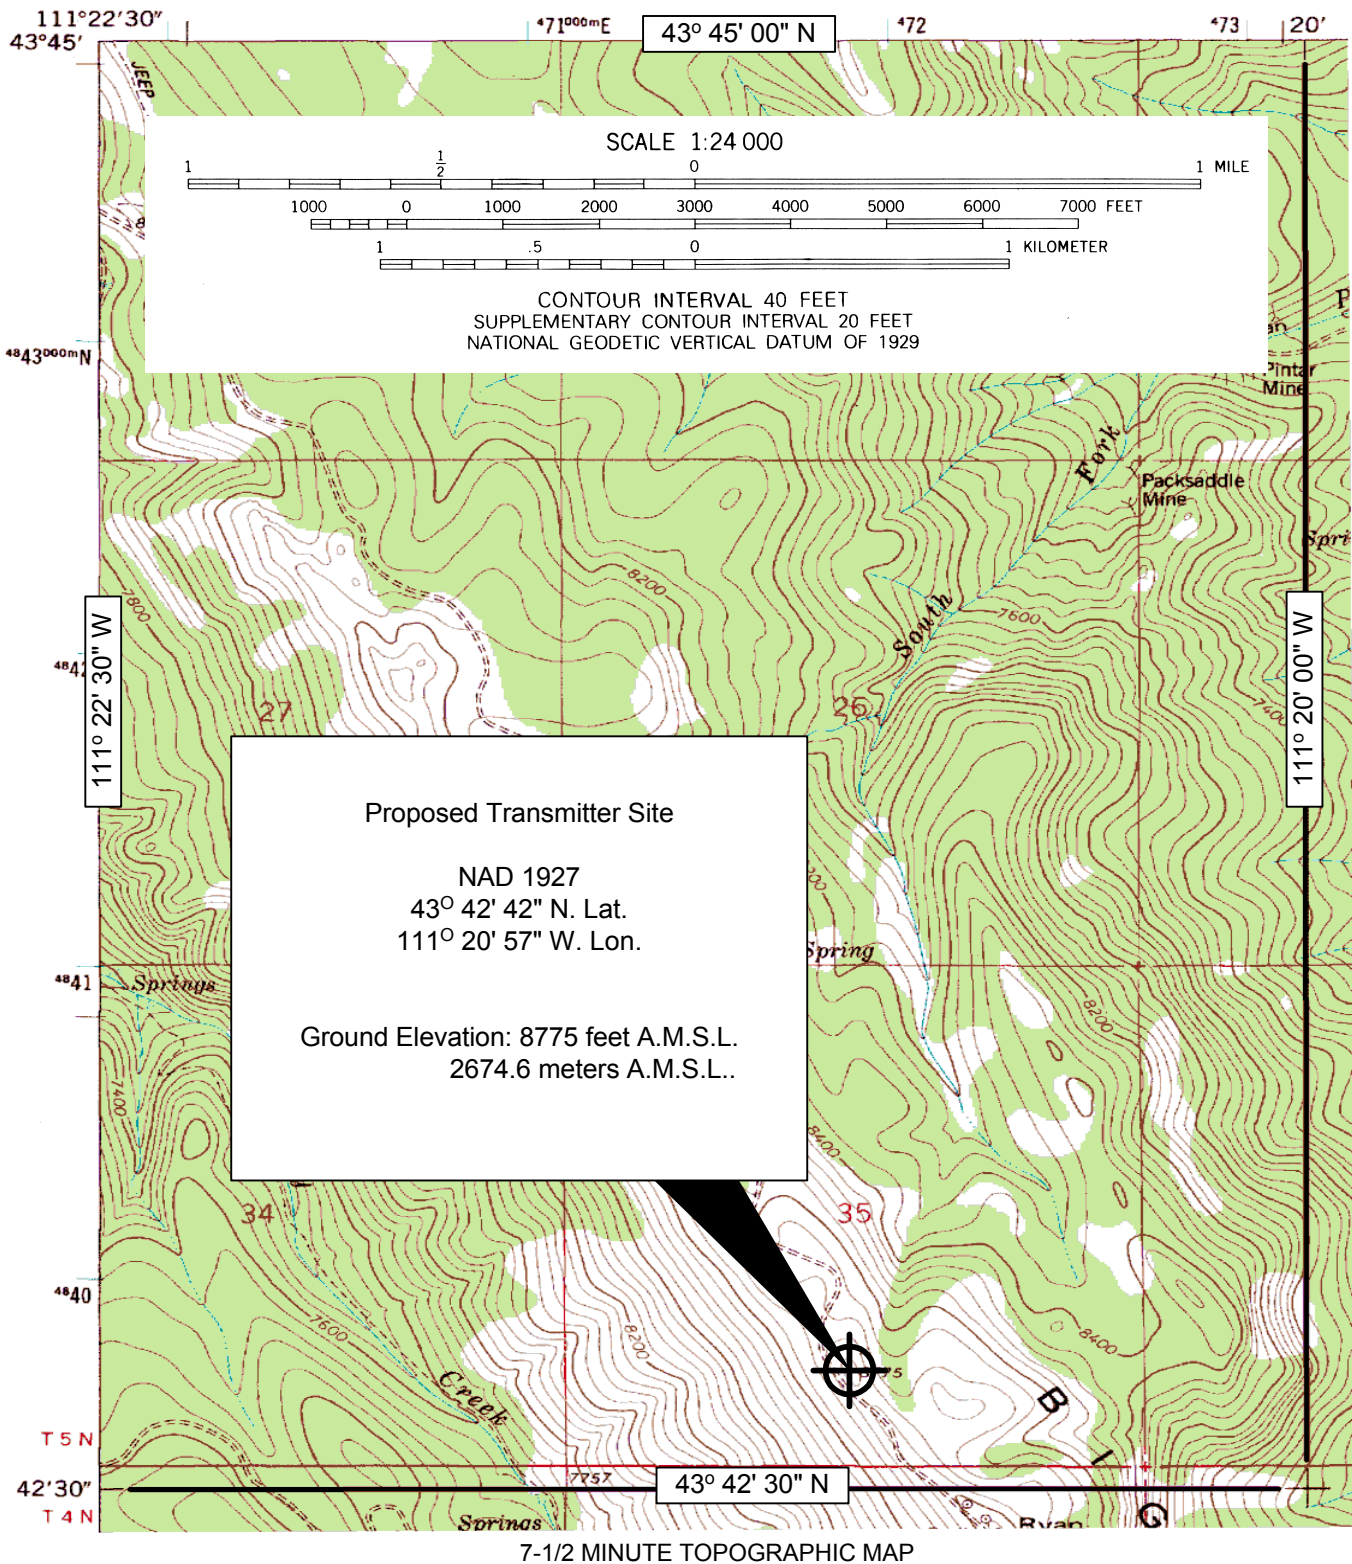 111°22'30"
43°45'
471000mE
43° 45' 00" N
472
473
20'
JEEP
SCALE 1:24 000
1 1/2 0 1 MILE
1000 0 1000 2000 3000 4000 5000 6000 7000 FEET
1 .5 0 1 KILOMETER
CONTOUR INTERVAL 40 FEET
SUPPLEMENTARY CONTOUR INTERVAL 20 FEET
NATIONAL GEODETIC VERTICAL DATUM OF 1929
4843000mN
Pintar
Mine
Fork
Packsaddle
Mine
8200
7800
South
7600
111° 22' 30" W
111° 20' 00" W
27
26
7400
Proposed Transmitter Site
NAD 1927
43O 42' 42" N. Lat.
111O 20' 57" W. Lon.
Ground Elevation: 8775 feet A.M.S.L.
2674.6 meters A.M.S.L..
Spring
4841
Springs
8200
7400
8400
34
35
4840
7600
8200
8400
Creek
B
I
G
T 5 N
42'30"
T 4 N
7757
43° 42' 30" N
Springs
Ryan
7-1/2 MINUTE TOPOGRAPHIC MAP